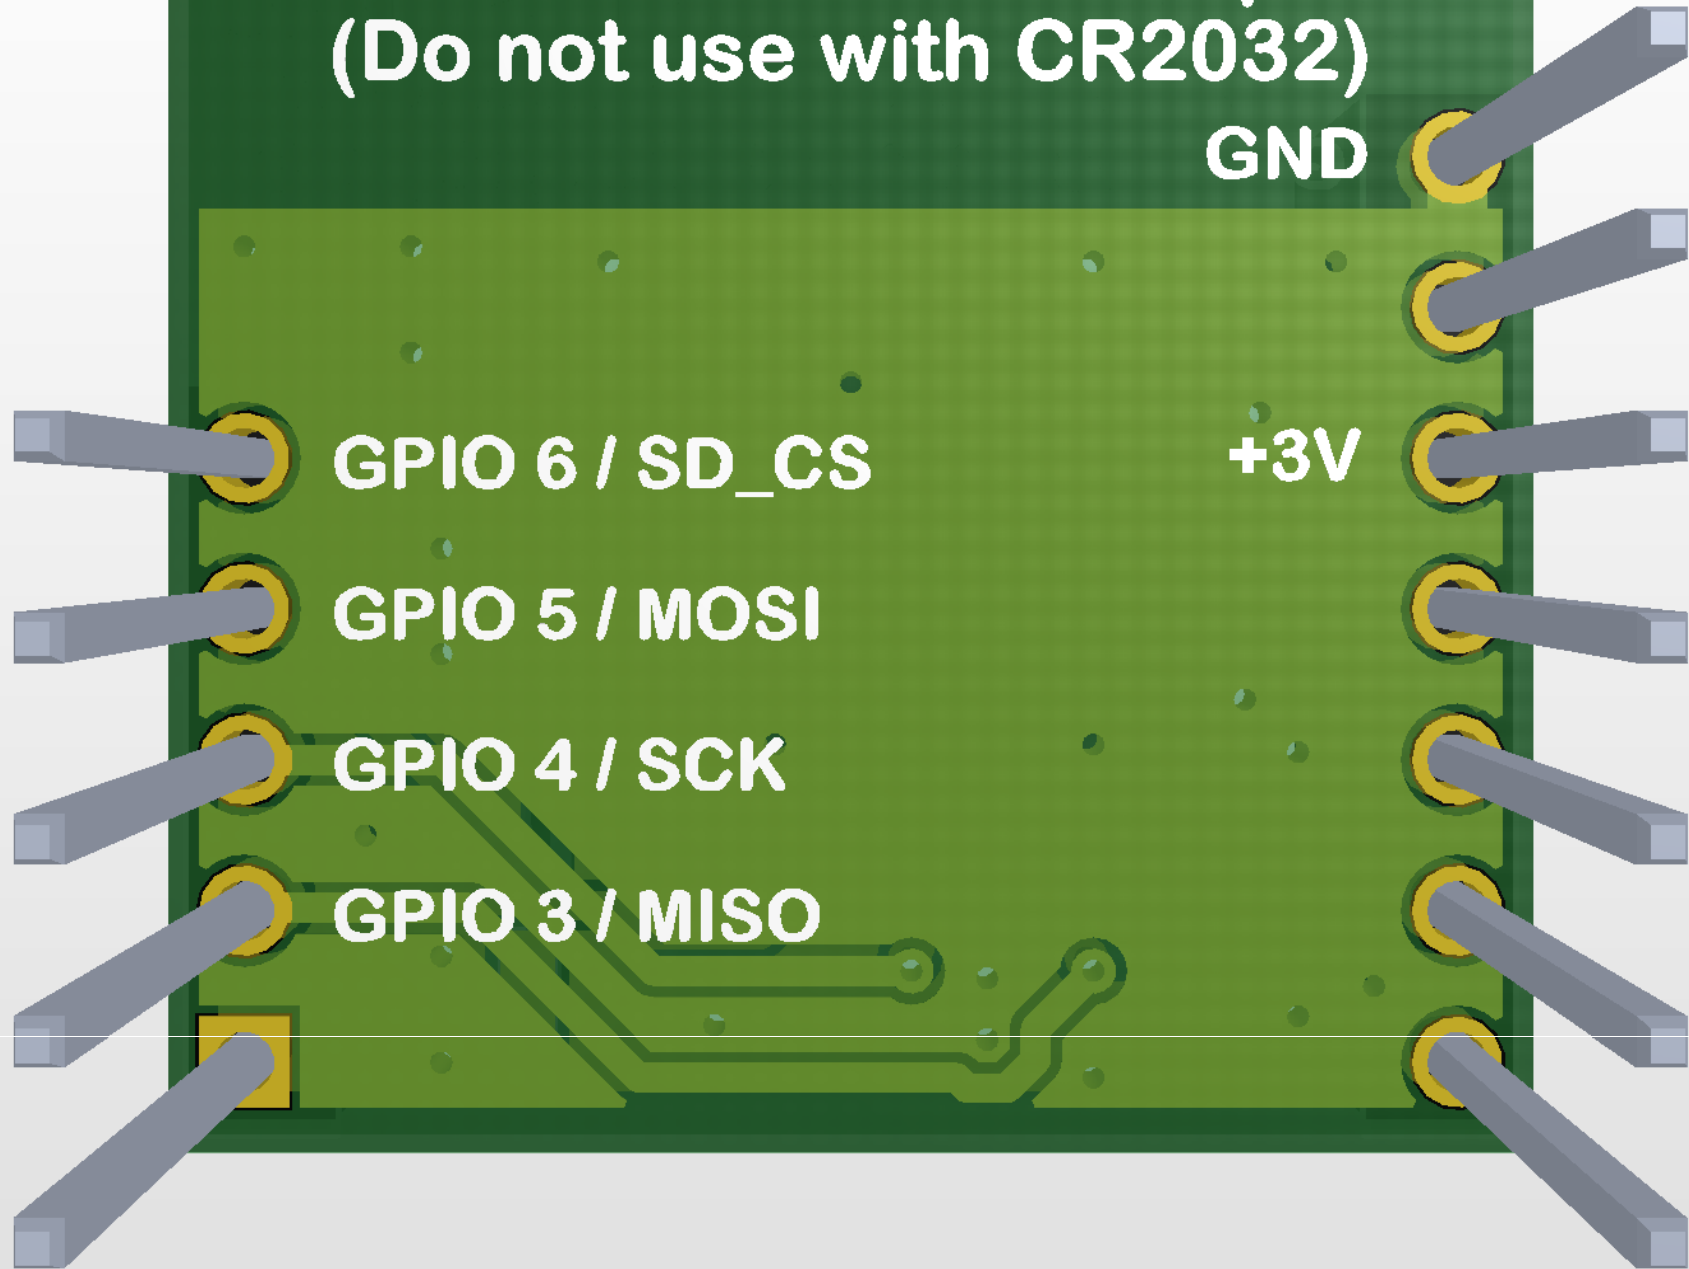 (Do not use with CR2032)
GND
GPIO 6 / SD_CS
+3V
GPIO 5 / MOSI
GPIO 4 / SCK
GPIO 3 / MISO